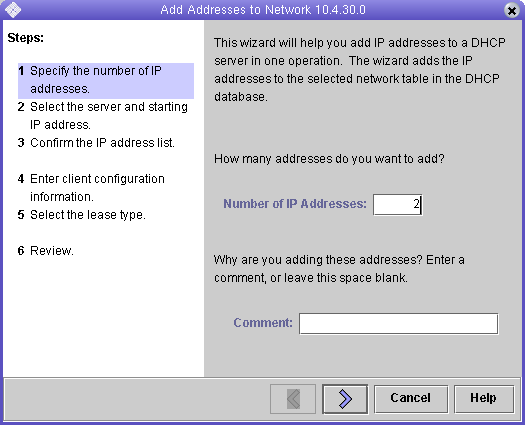 Add Addresses to Network 10.4.30.0
Steps:
1 Specify the number of IP
addresses.
2 Select the server and starting
IP address.
3 Confirm the IP address list.
4 Enter client configuration
information.
5 Select the lease type.
6 Review.
This wizard will help you add IP addresses to a DHCP
server in one operation. The wizard adds the IP
addresses to the selected network table in the DHCP
database.
How many addresses do you want to add?
Number of IP Addresses: 2
Why are you adding these addresses? Enter a
comment, or leave this space blank.
Comment:
Cancel Help